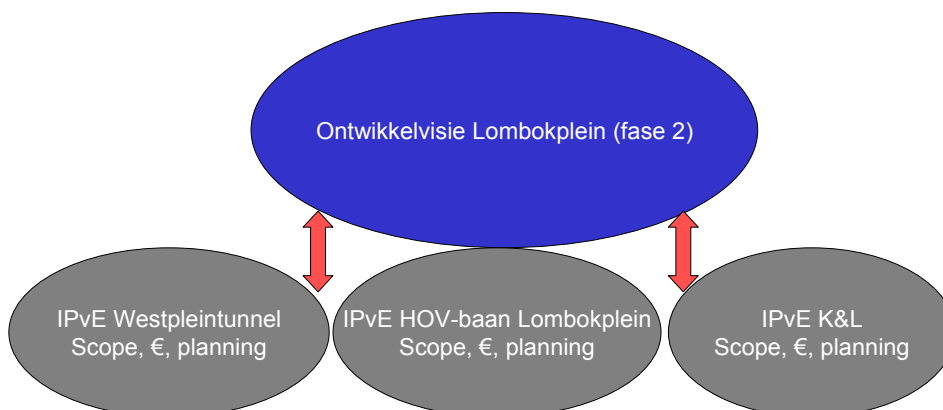 Ontwikkelvisie Lombokplein (fase 2)
IPvE Westpleintunnel
Scope, €, planning
IPvE HOV-baan Lombokplein
Scope, €, planning
IPvE K&L
Scope, €, planning